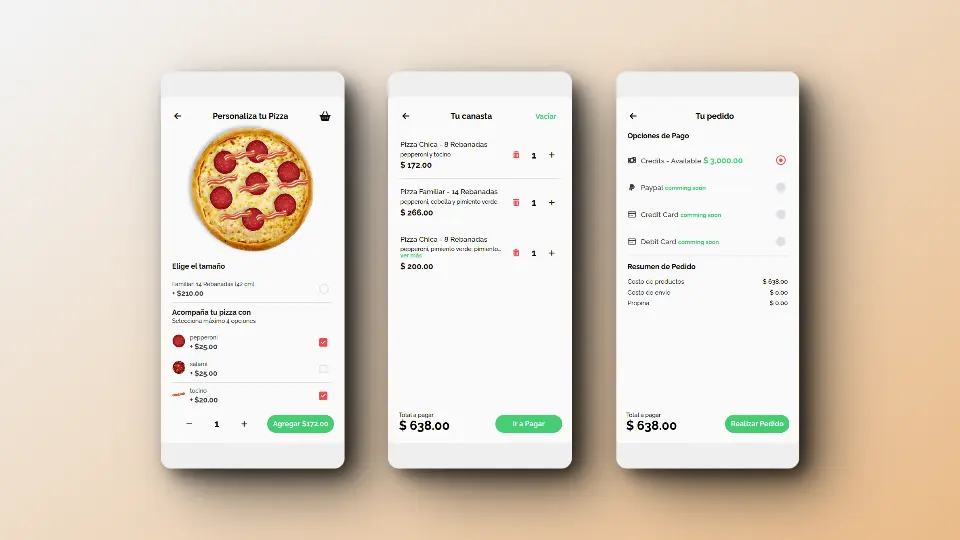 Personaliza tu Pizza
Elige el tamaño
Familiar 14 Rebanadas (42 cm)
+ $210.00
Acompaña tu pizza con
Selecciona máximo 4 opciones
pepperoni
+ $25.00
salami
+ $25.00
tocino
+ $20.00
− 1 +
Agregar $172.00
Tu canasta
Vaciar
Pizza Chica - 8 Rebanadas
pepperoni y tocino
$ 172.00
1 +
Pizza Familiar - 14 Rebanadas
pepperoni, cebolla y pimiento verde.
$ 266.00
1 +
Pizza Chica - 8 Rebanadas
pepperoni, pimiento verde, pimiento...
ver más
$ 200.00
1 +
Total a pagar
$ 638.00
Ir a Pagar
Tu pedido
Opciones de Pago
Credits - Available $ 3,000.00
Paypal comming soon
Credit Card comming soon
Debit Card comming soon
Resumen de Pedido
Costo de productos $ 638.00
Costo de envio $ 0.00
Propina $ 0.00
Total a pagar
$ 638.00
Realizar Pedido